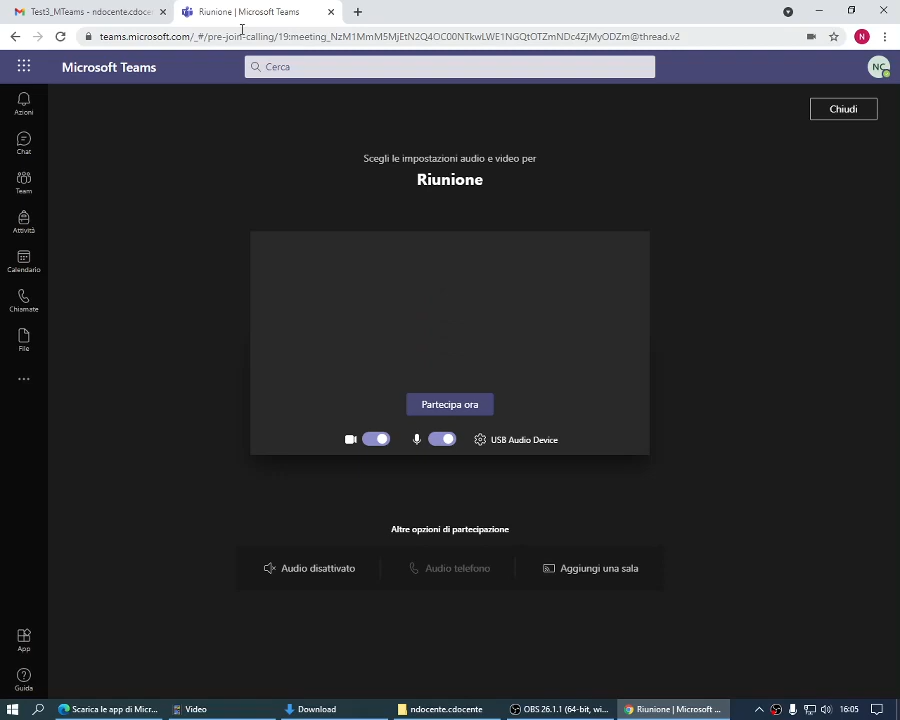 Test3_MTeams - ndocente.cdocen
Riunione | Microsoft Teams
teams.microsoft.com/_#/pre-join-calling/19:meeting_NzM1MmM5MjEtN2Q4OC00NTkwLWE1NGQtOTZmNDc4ZjMyODZm@thread.v2
N
Microsoft Teams
Cerca
NC
Azioni
Chat
Team
Attività
Calendario
Chiamate
File
App
Guida
Chiudi
Scegli le impostazioni audio e video per
Riunione
Partecipa ora
USB Audio Device
Altre opzioni di partecipazione
Audio disattivato
Audio telefono
Aggiungi una sala
Scarica le app di Micr...
Video
Download
ndocente.cdocente
OBS 26.1.1 (64-bit, wi...
Riunione | Microsoft ...
16:05